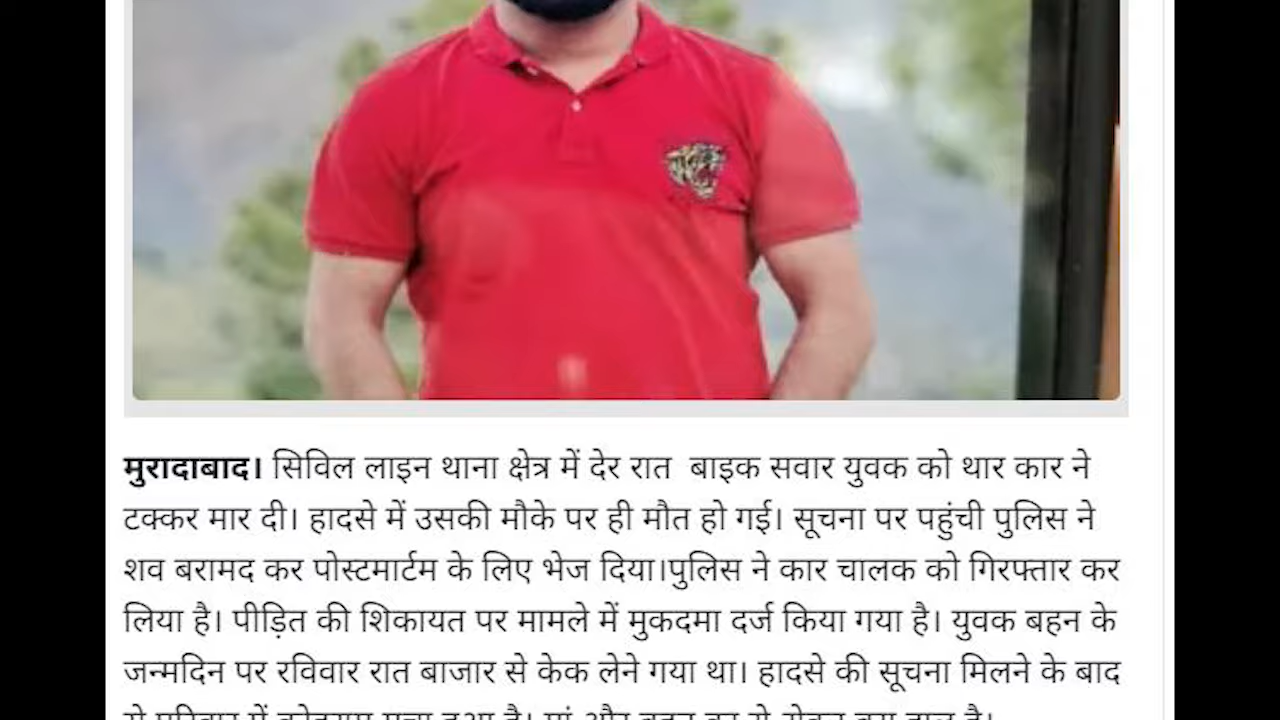 मुरादाबाद। सिविल लाइन थाना क्षेत्र में देर रात बाइक सवार युवक को थार कार ने
टक्कर मार दी। हादसे में उसकी मौके पर ही मौत हो गई। सूचना पर पहुंची पुलिस ने
शव बरामद कर पोस्टमार्टम के लिए भेज दिया।पुलिस ने कार चालक को गिरफ्तार कर
लिया है। पीड़ित की शिकायत पर मामले में मुकदमा दर्ज किया गया है। युवक बहन के
जन्मदिन पर रविवार रात बाजार से केक लेने गया था। हादसे की सूचना मिलने के बाद